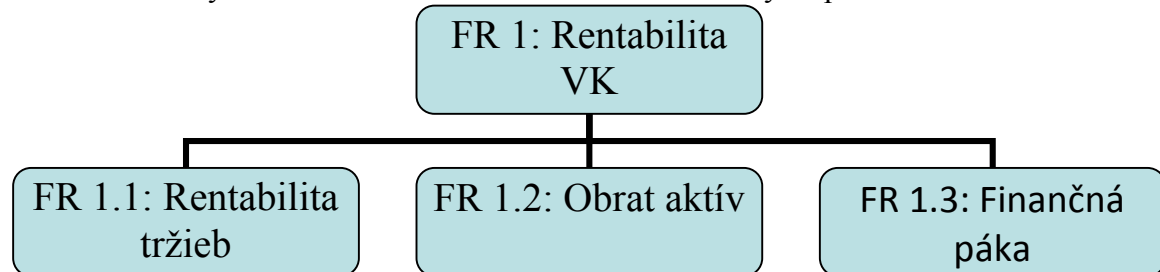 FR 1: Rentabilita
VK
FR 1.1: Rentabilita
tržieb
FR 1.2: Obrat aktív
FR 1.3: Finančná
páka